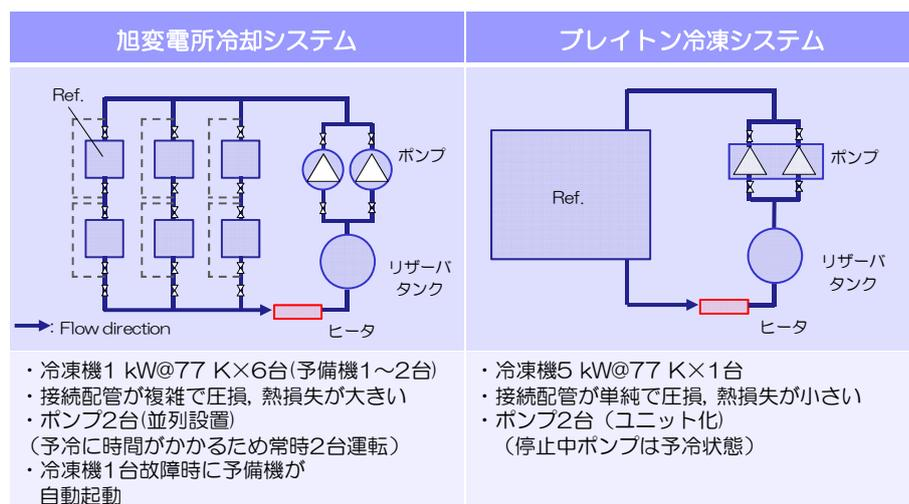 旭変電所冷却システム
Ref.
ポンプ
リザーバ
タンク
ヒータ
: Flow direction
・冷凍機1 kW@77 K×6台(予備機1～2台)
・接続配管が複雑で圧損, 熱損失が大きい
・ポンプ2台(並列設置)
（予冷に時間がかかるため常時2台運転）
・冷凍機1台故障時に予備機が
自動起動
ブレイトン冷凍システム
Ref.
ポンプ
リザーバ
タンク
ヒータ
・冷凍機5 kW@77 K×1台
・接続配管が単純で圧損, 熱損失が小さい
・ポンプ2台（ユニット化)
（停止中ポンプは予冷状態）